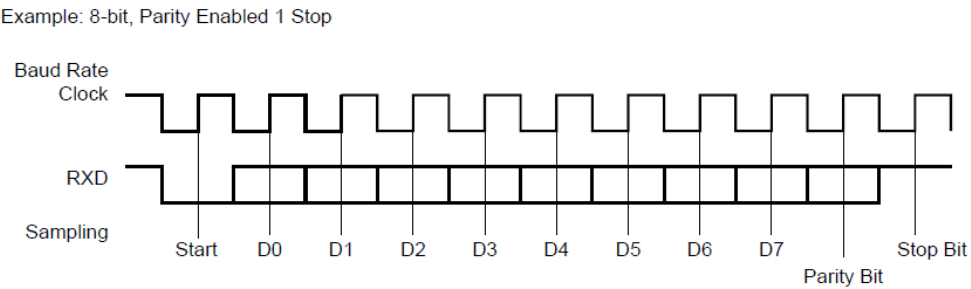 Example: 8-bit, Parity Enabled 1 Stop
Baud Rate
Clock
RXD
Sampling
Start D0 D1 D2 D3 D4 D5 D6 D7 Stop Bit
Parity Bit